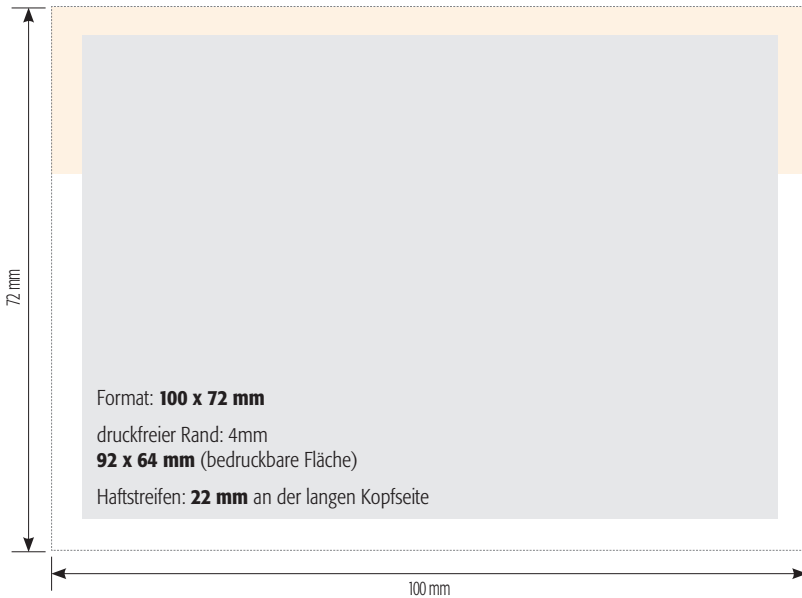 72 mm
Format: 100 x 72 mm
druckfreier Rand: 4mm
92 x 64 mm (bedruckbare Fläche)
Haftstreifen: 22 mm an der langen Kopfseite
100 mm